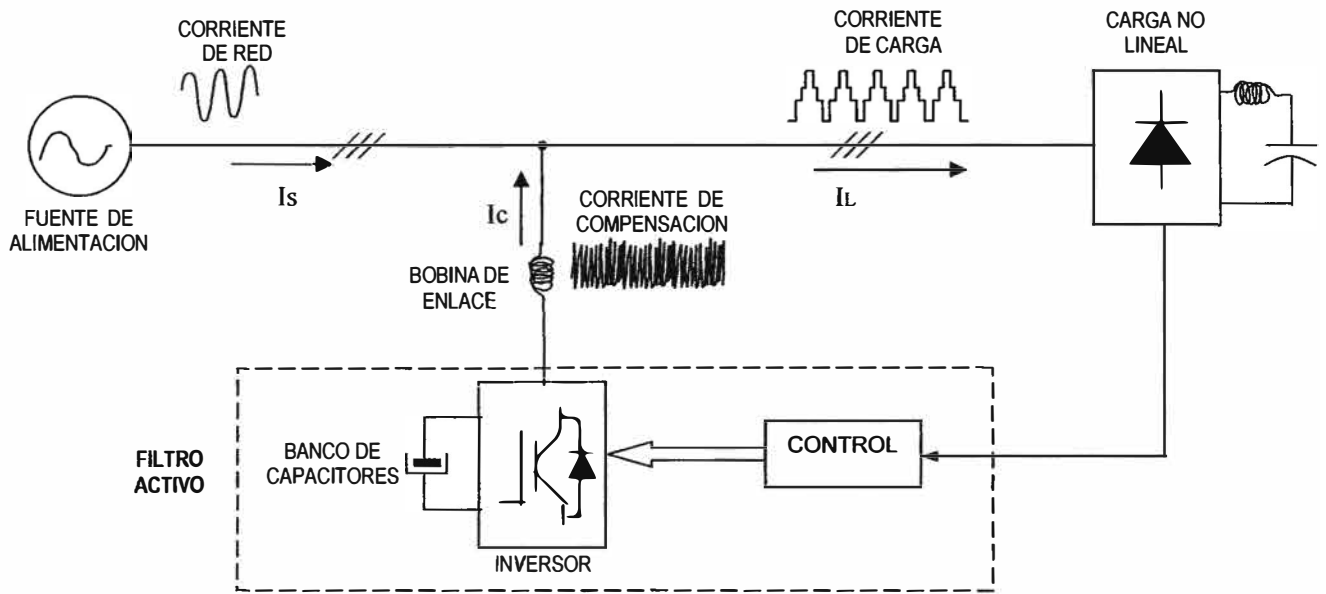 CORRIENTE
DE RED
CORRIENTE
DE CARGA
CARGA NO
LINEAL
Is
IL
FUENTE DE
ALIMENTACION
Ic
CORRIENTE DE
COMPENSACION
BOBINA DE
ENLACE
FILTRO
ACTIVO
BANCO DE
CAPACITORES
CONTROL
INVERSOR